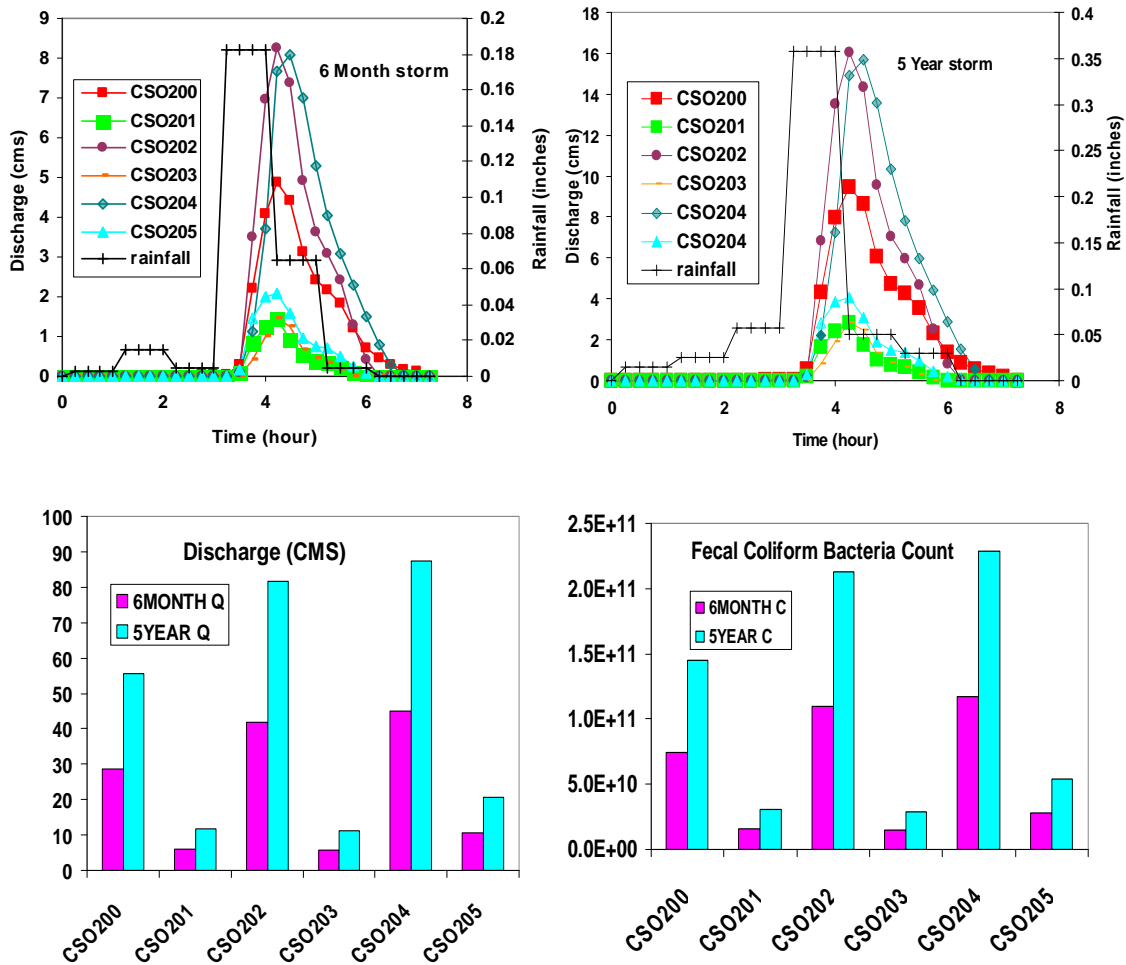 6 Month storm
CSO200
CSO201
CSO202
CSO203
CSO204
CSO205
rainfall
Discharge (cms)
9
8
7
6
5
4
3
2
1
0
Rainfall (inches)
0.2
0.18
0.16
0.14
0.12
0.1
0.08
0.06
0.04
0.02
0
0 2 4 6 8
Time (hour)
5 Year storm
CSO200
CSO201
CSO202
CSO203
CSO204
CSO204
rainfall
Discharge (cms)
18
16
14
12
10
8
6
4
2
0
Rainfall (inches)
0.4
0.35
0.3
0.25
0.2
0.15
0.1
0.05
0
0 2 4 6 8
Time (hour)
Discharge (CMS)
6MONTH Q
5YEAR Q
100
90
80
70
60
50
40
30
20
10
0
CSO200 CSO201 CSO202 CSO203 CSO204 CSO205
Fecal Coliform Bacteria Count
6MONTH C
5YEAR C
2.5E+11
2.0E+11
1.5E+11
1.0E+11
5.0E+10
0.0E+00
CSO200 CSO201 CSO202 CSO203 CSO204 CSO205